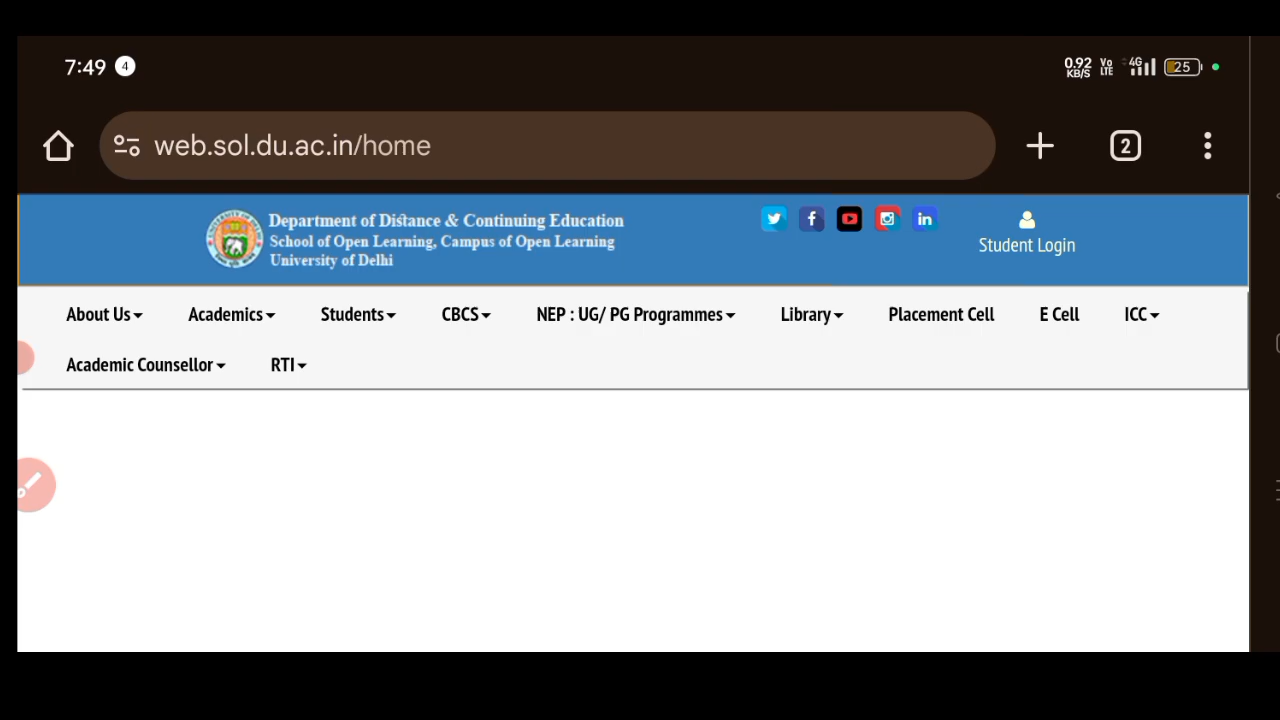 7:49 4 0.92 KB/S Vo LTE 4G 25
web.sol.du.ac.in/home 2
Department of Distance & Continuing Education
School of Open Learning, Campus of Open Learning
University of Delhi
Student Login
About Us Academics Students CBCS NEP : UG/ PG Programmes Library Placement Cell E Cell ICC
Academic Counsellor RTI